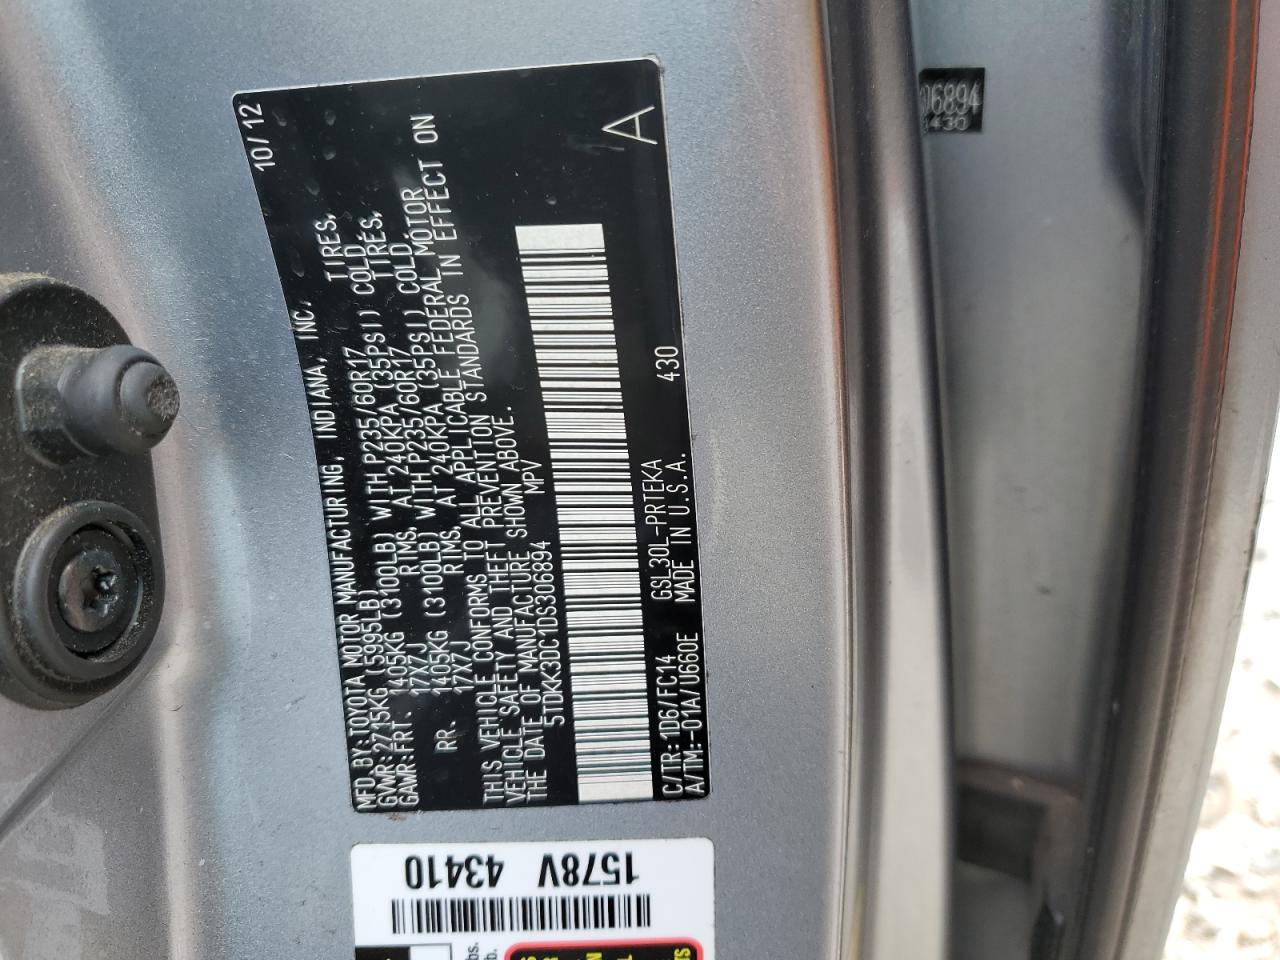 MFD BY: TOYOTA MOTOR MANUFACTURING, INDIANA, INC. 10/12
GVWR: 2715KG (5995LB)
GAWR: FRT. 1405KG (3100LB) WITH P235/60R17 TIRES,
17X7J RIMS, AT 240KPA (35PSI) COLD.
RR. 1405KG (3100LB) WITH P235/60R17 TIRES,
17X7J RIMS, AT 240KPA (35PSI) COLD.
THIS VEHICLE CONFORMS TO ALL APPLICABLE FEDERAL MOTOR
VEHICLE SAFETY AND THEFT PREVENTION STANDARDS IN EFFECT ON
THE DATE OF MANUFACTURE SHOWN ABOVE.
5TDKK3DC1DS306894 MPV
C/TR: 1D6/FC14 GSL30L-PRTEKA 430 A
A/TM: -01A/U660E MADE IN U.S.A.
1578V
43410
06894
430